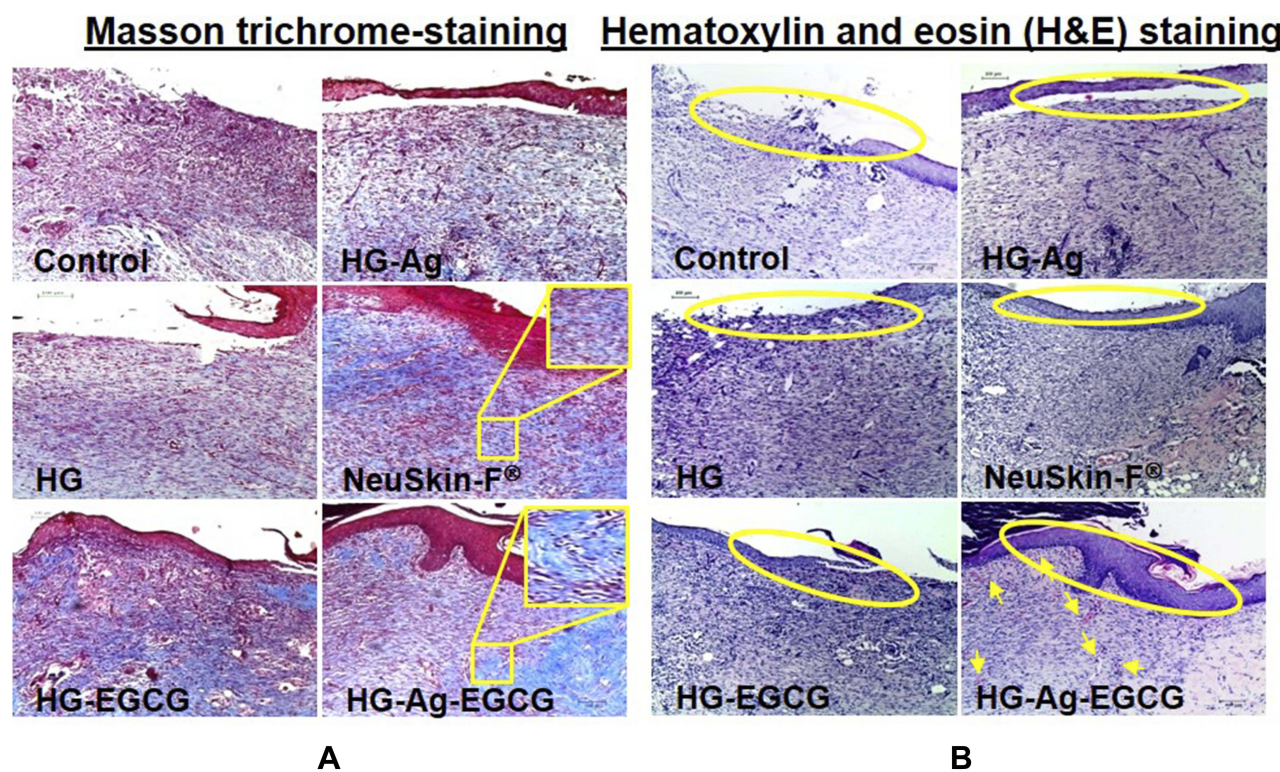 Masson trichrome-staining
Hematoxylin and eosin (H&E) staining
Control
HG-Ag
Control
HG-Ag
HG
NeuSkin-F®
HG
NeuSkin-F®
HG-EGCG
HG-Ag-EGCG
HG-EGCG
HG-Ag-EGCG
A
B